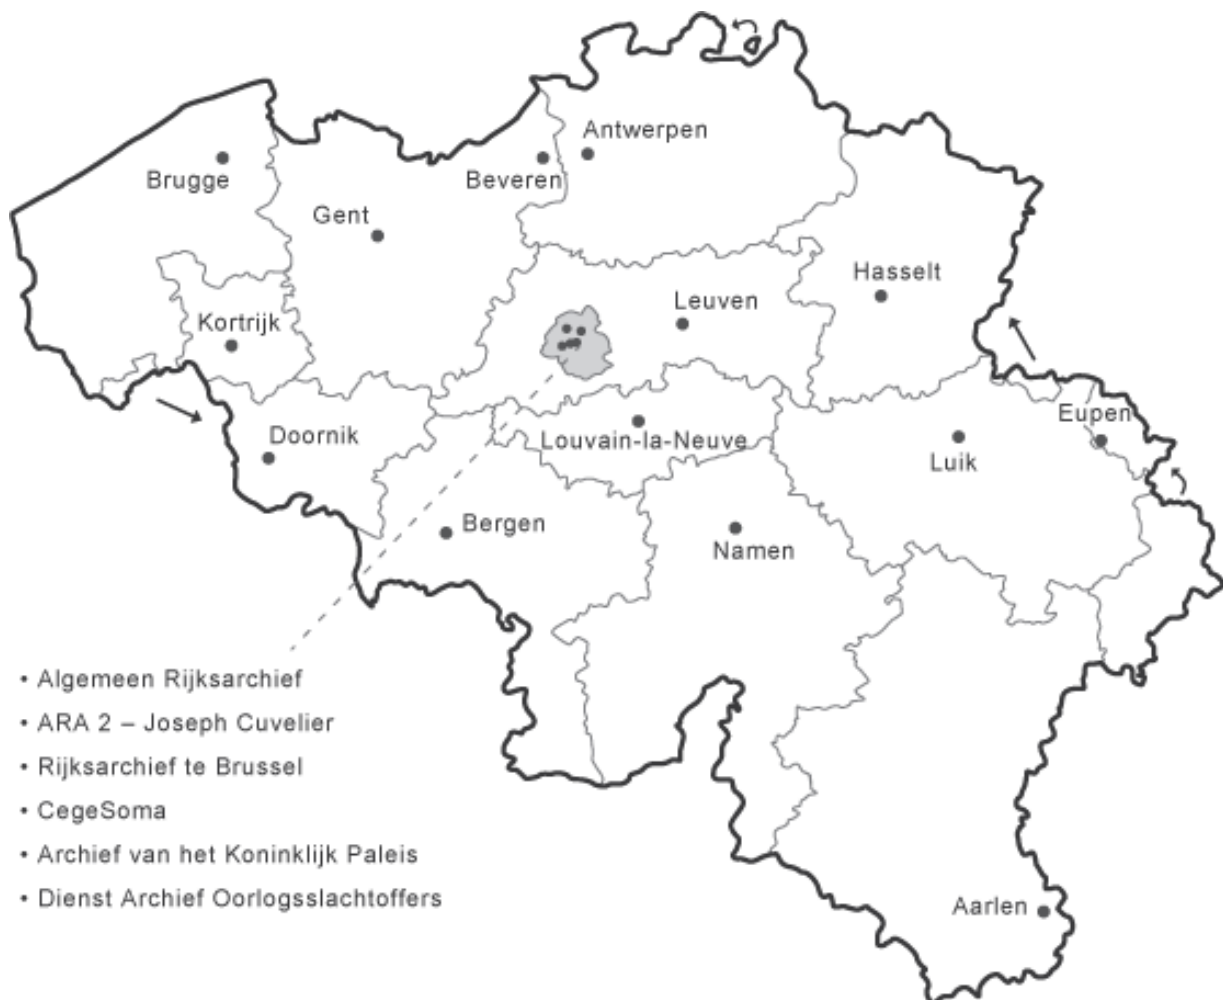 Antwerpen
Brugge
Beveren
Gent
Hasselt
Leuven
Kortrijk
Eupen
Doornik
Louvain-la-Neuve
Luik
Bergen
Namen
• Algemeen Rijksarchief
• ARA 2 – Joseph Cuvelier
• Rijksarchief te Brussel
• CegeSoma
• Archief van het Koninklijk Paleis
• Dienst Archief Oorlogsslachtoffers
Aarlen